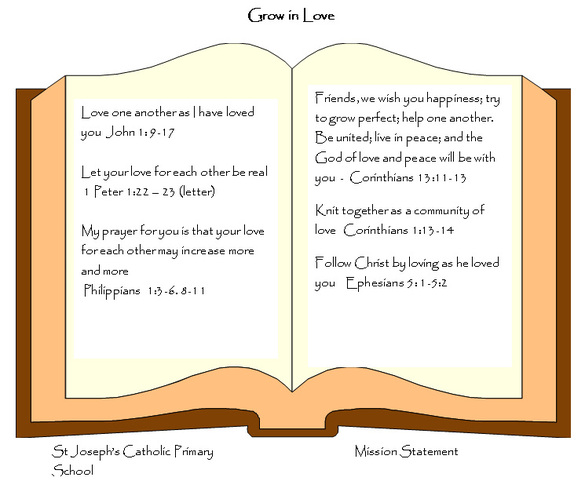 Grow in Love
Love one another as I have loved
you John 1:9-17
Let your love for each other be real
1 Peter 1:22 – 23 (letter)
My prayer for you is that your love
for each other may increase more
and more
Philippians 1:3-6. 8-11
Friends, we wish you happiness; try
to grow perfect; help one another.
Be united; live in peace; and the
God of love and peace will be with
you - Corinthians 13:11-13
Knit together as a community of
love Corinthians 1:13-14
Follow Christ by loving as he loved
you Ephesians 5:1-5:2
St Joseph's Catholic Primary
School
Mission Statement